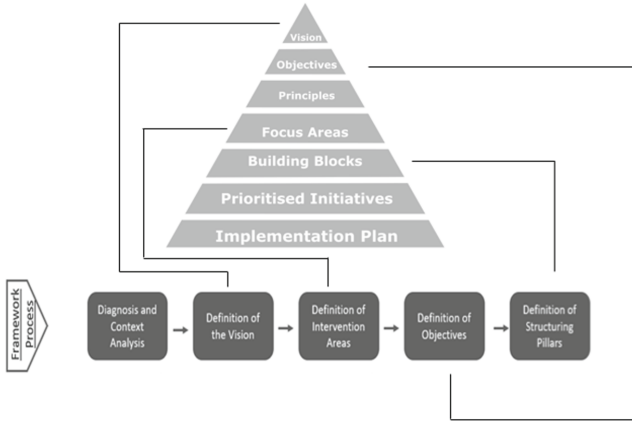 Vision
Objectives
Principles
Focus Areas
Building Blocks
Prioritised Initiatives
Implementation Plan
Framework
Process
Diagnosis and
Context
Analysis
Definition of
the Vision
Definition of
Intervention
Areas
Definition of
Objectives
Definition of
Structuring
Pillars